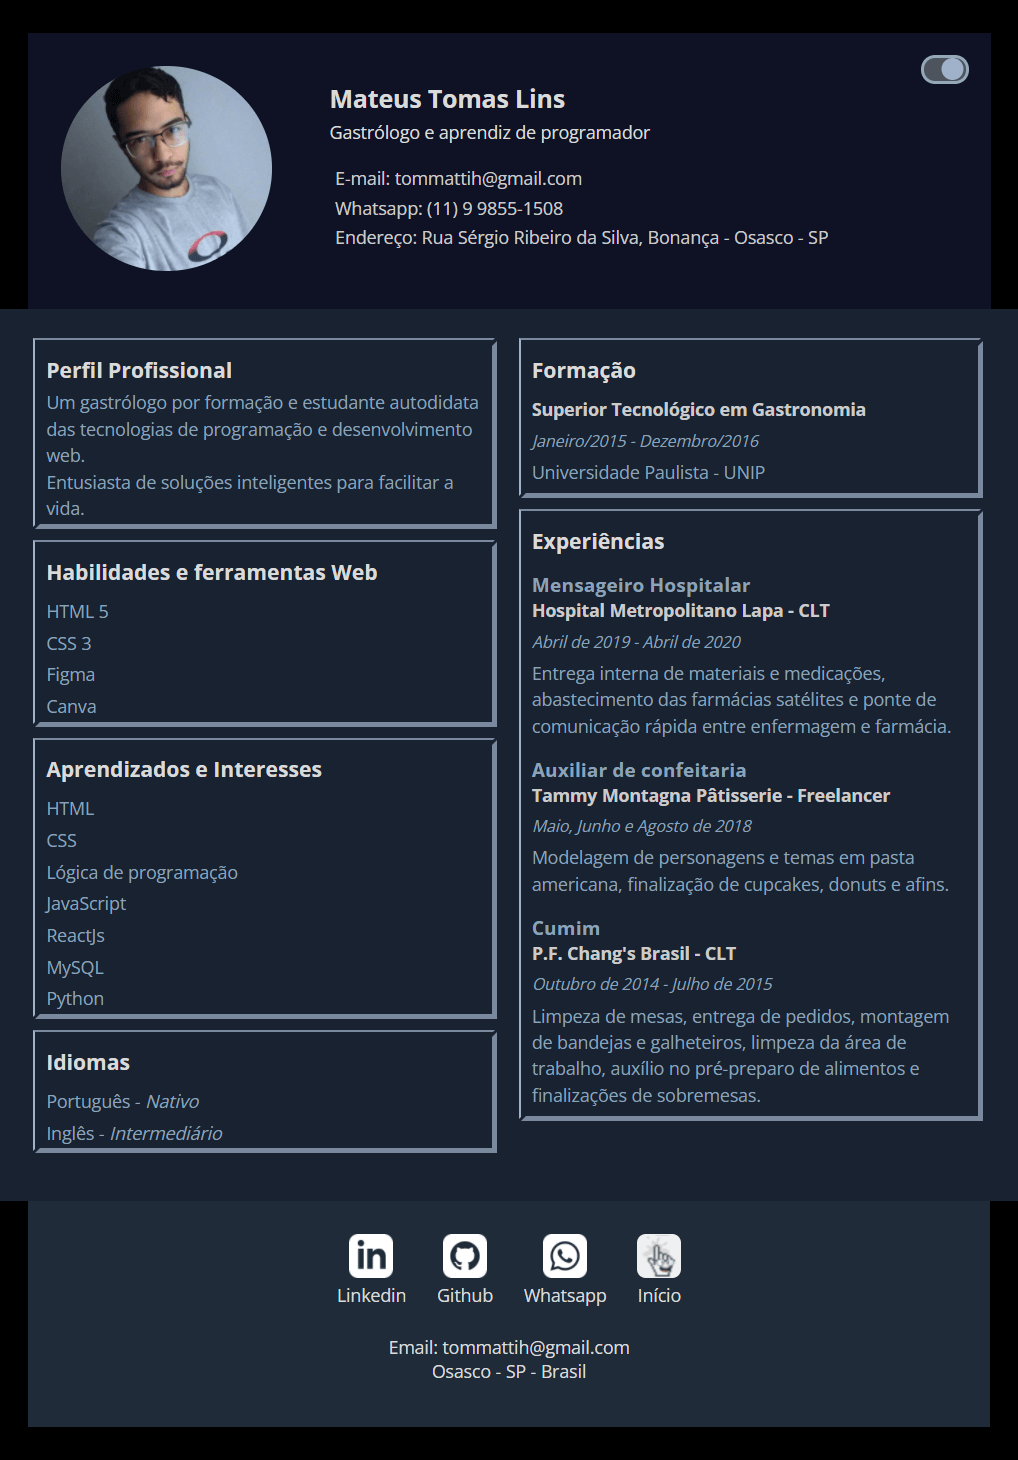 Mateus Tomas Lins
Gastrólogo e aprendiz de programador
E-mail: tommattih@gmail.com
Whatsapp: (11) 9 9855-1508
Endereço: Rua Sérgio Ribeiro da Silva, Bonança - Osasco - SP
Perfil Profissional
Um gastrólogo por formação e estudante autodidata
das tecnologias de programação e desenvolvimento
web.
Entusiasta de soluções inteligentes para facilitar a
vida.
Habilidades e ferramentas Web
HTML 5
CSS 3
Figma
Canva
Aprendizados e Interesses
HTML
CSS
Lógica de programação
JavaScript
ReactJs
MySQL
Python
Idiomas
Português - Nativo
Inglês - Intermediário
Formação
Superior Tecnológico em Gastronomia
Janeiro/2015 - Dezembro/2016
Universidade Paulista - UNIP
Experiências
Mensageiro Hospitalar
Hospital Metropolitano Lapa - CLT
Abril de 2019 - Abril de 2020
Entrega interna de materiais e medicações,
abastecimento das farmácias satélites e ponte de
comunicação rápida entre enfermagem e farmácia.
Auxiliar de confeitaria
Tammy Montagna Pâtisserie - Freelancer
Maio, Junho e Agosto de 2018
Modelagem de personagens e temas em pasta
americana, finalização de cupcakes, donuts e afins.
Cumim
P.F. Chang's Brasil - CLT
Outubro de 2014 - Julho de 2015
Limpeza de mesas, entrega de pedidos, montagem
de bandejas e galheteiros, limpeza da área de
trabalho, auxílio no pré-preparo de alimentos e
finalizações de sobremesas.
in
Linkedin Github Whatsapp Início
Email: tommattih@gmail.com
Osasco - SP - Brasil